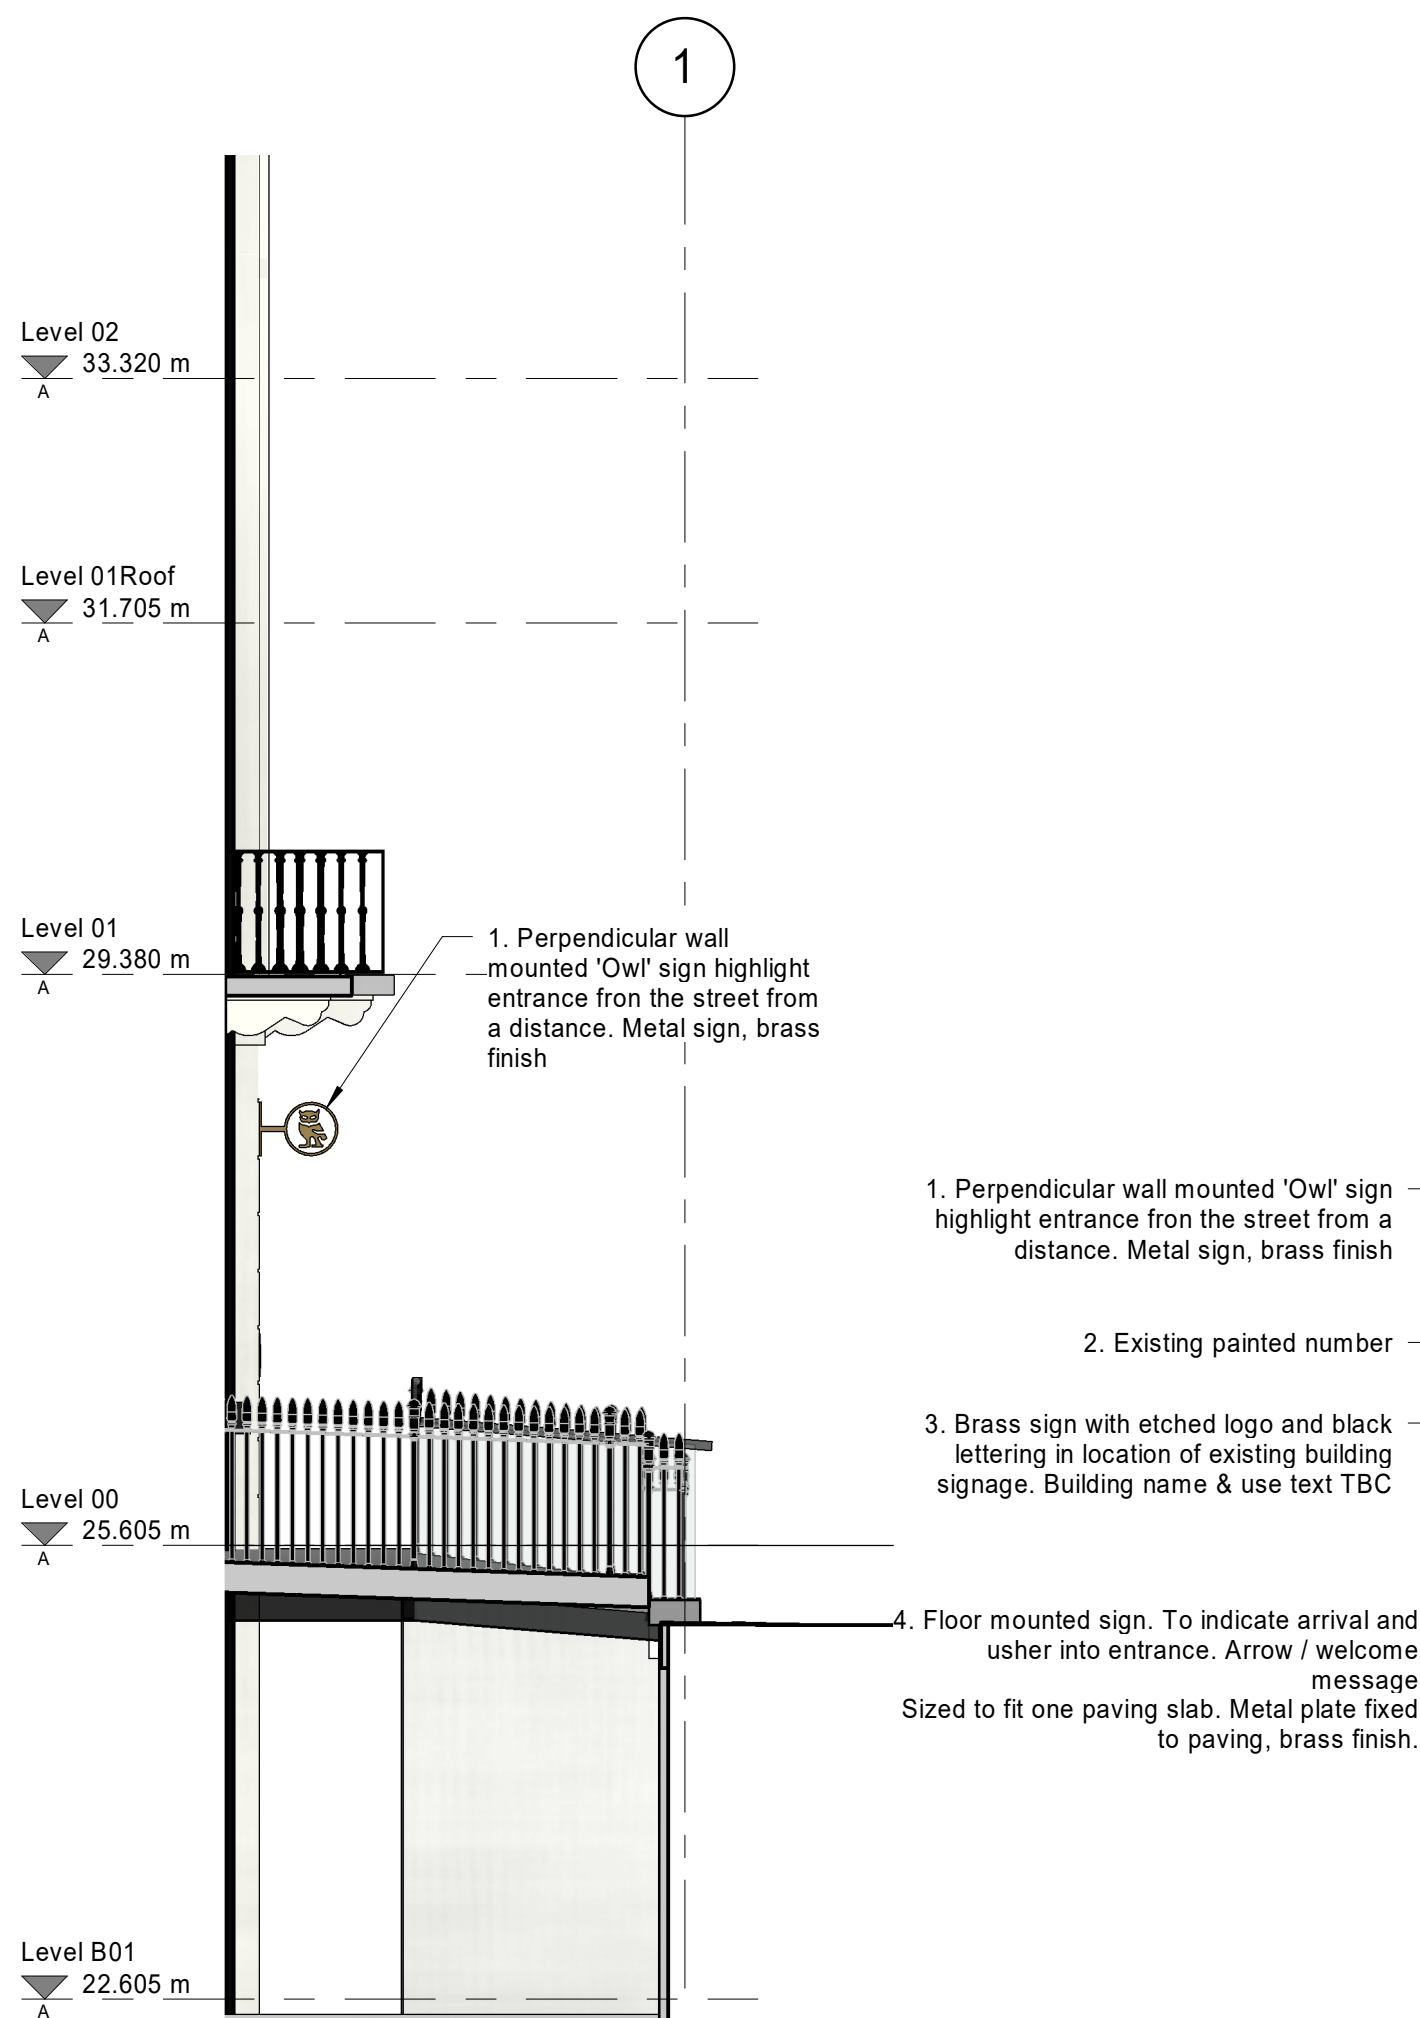 1
Level 02
33.320 m
A
Level 01Roof
31.705 m
A
Level 01
29.380 m
A
1. Perpendicular wall
mounted 'Owl' sign highlight
entrance fron the street from
a distance. Metal sign, brass
finish
1. Perpendicular wall mounted 'Owl' sign
highlight entrance fron the street from a
distance. Metal sign, brass finish
2. Existing painted number
3. Brass sign with etched logo and black
lettering in location of existing building
signage. Building name & use text TBC
Level 00
25.605 m
A
4. Floor mounted sign. To indicate arrival and
usher into entrance. Arrow / welcome
message
Sized to fit one paving slab. Metal plate fixed
to paving, brass finish.
Level B01
22.605 m
A